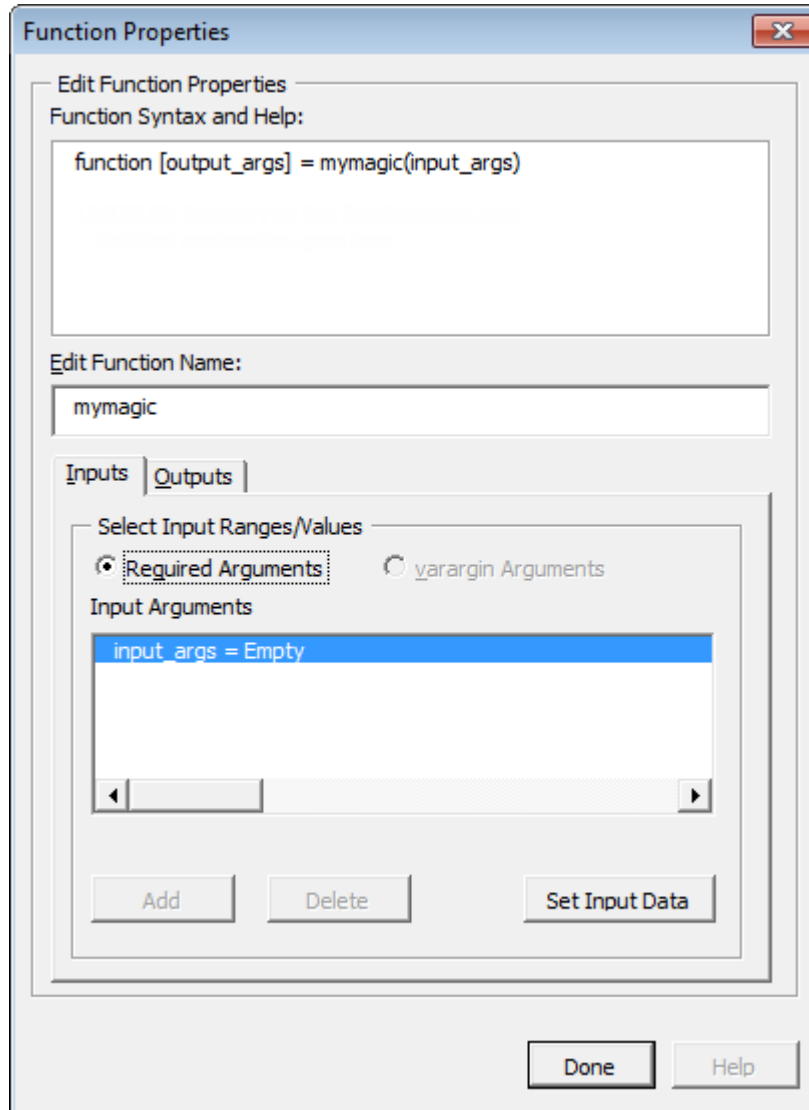 Function Properties
Edit Function Properties
Function Syntax and Help:
function [output_args] = mymagic(input_args)
Edit Function Name:
mymagic
Inputs Outputs
Select Input Ranges/Values
Required Arguments varargin Arguments
Input Arguments
input_args = Empty
Add Delete Set Input Data
Done Help